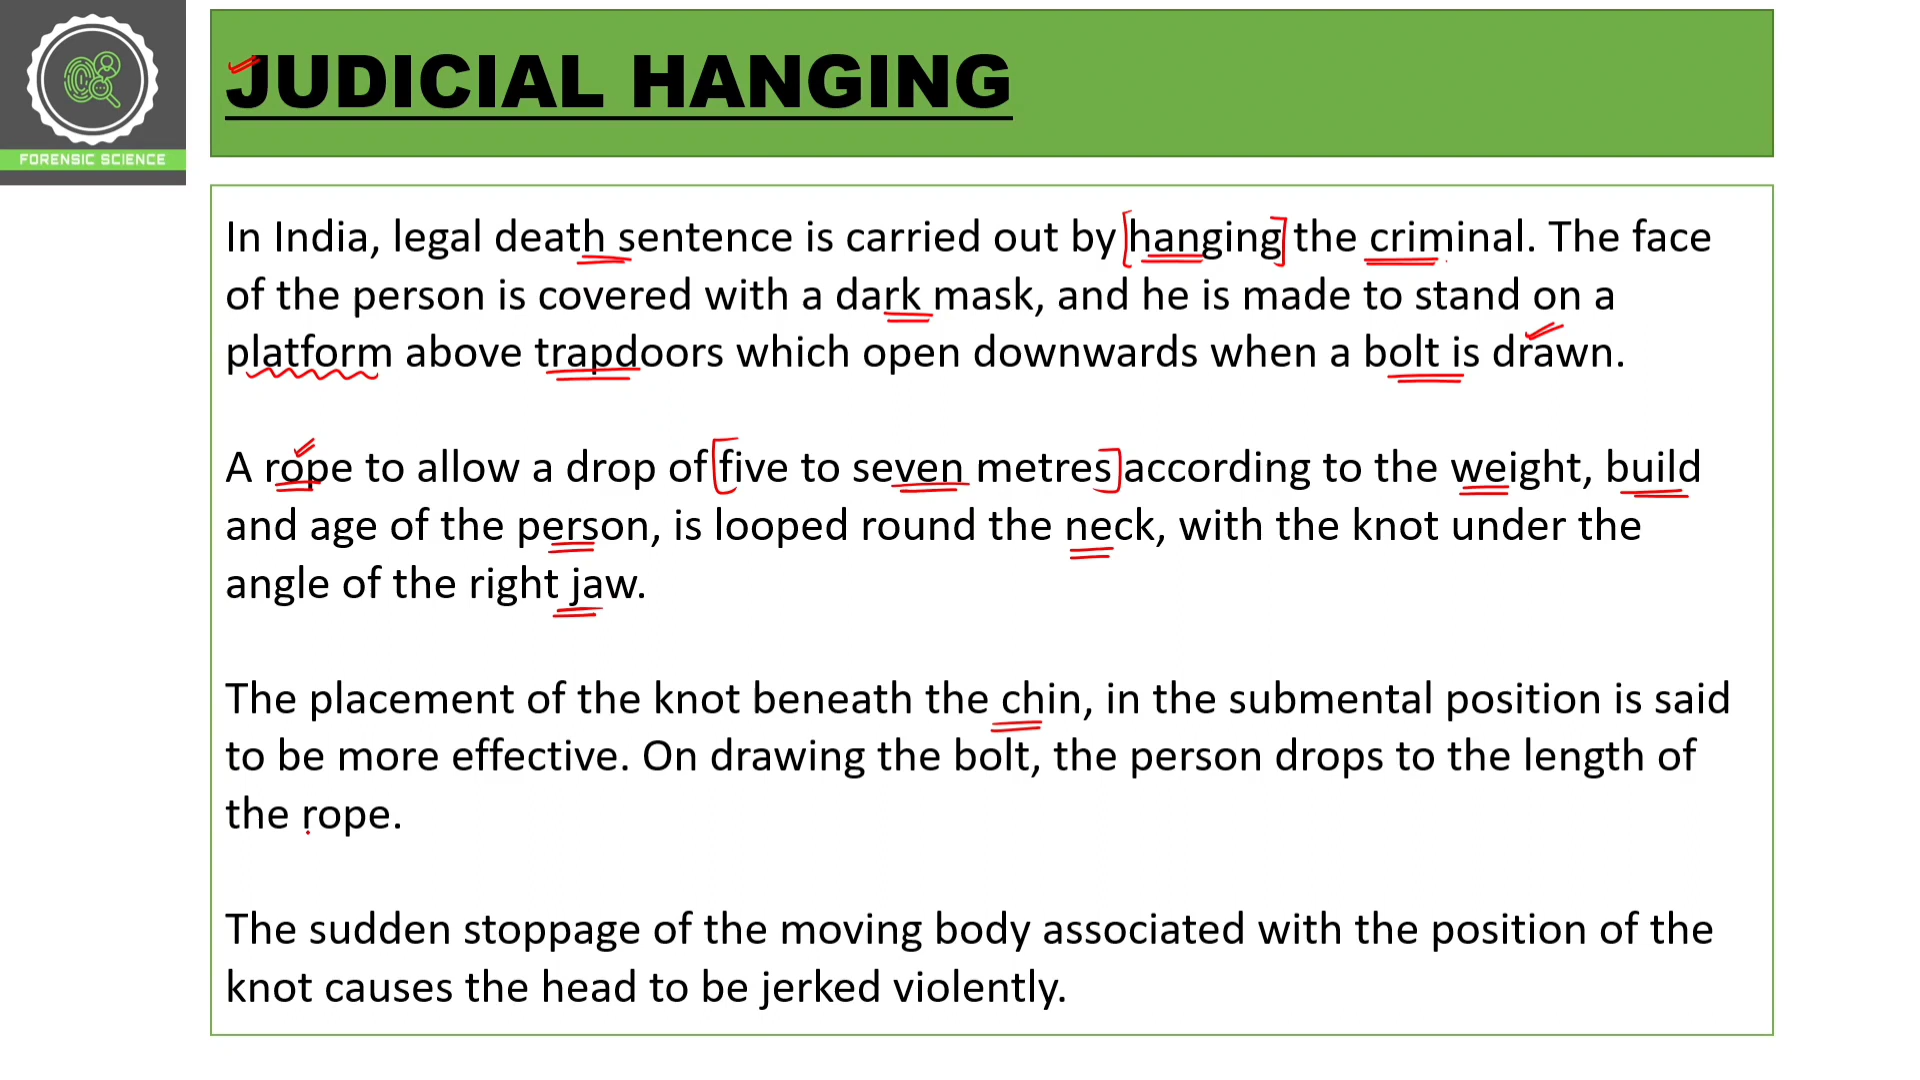 FORENSIC SCIENCE
JUDICIAL HANGING
In India, legal death sentence is carried out by hanging the criminal. The face
of the person is covered with a dark mask, and he is made to stand on a
platform above trapdoors which open downwards when a bolt is drawn.
A rope to allow a drop of five to seven metres according to the weight, build
and age of the person, is looped round the neck, with the knot under the
angle of the right jaw.
The placement of the knot beneath the chin, in the submental position is said
to be more effective. On drawing the bolt, the person drops to the length of
the rope.
The sudden stoppage of the moving body associated with the position of the
knot causes the head to be jerked violently.